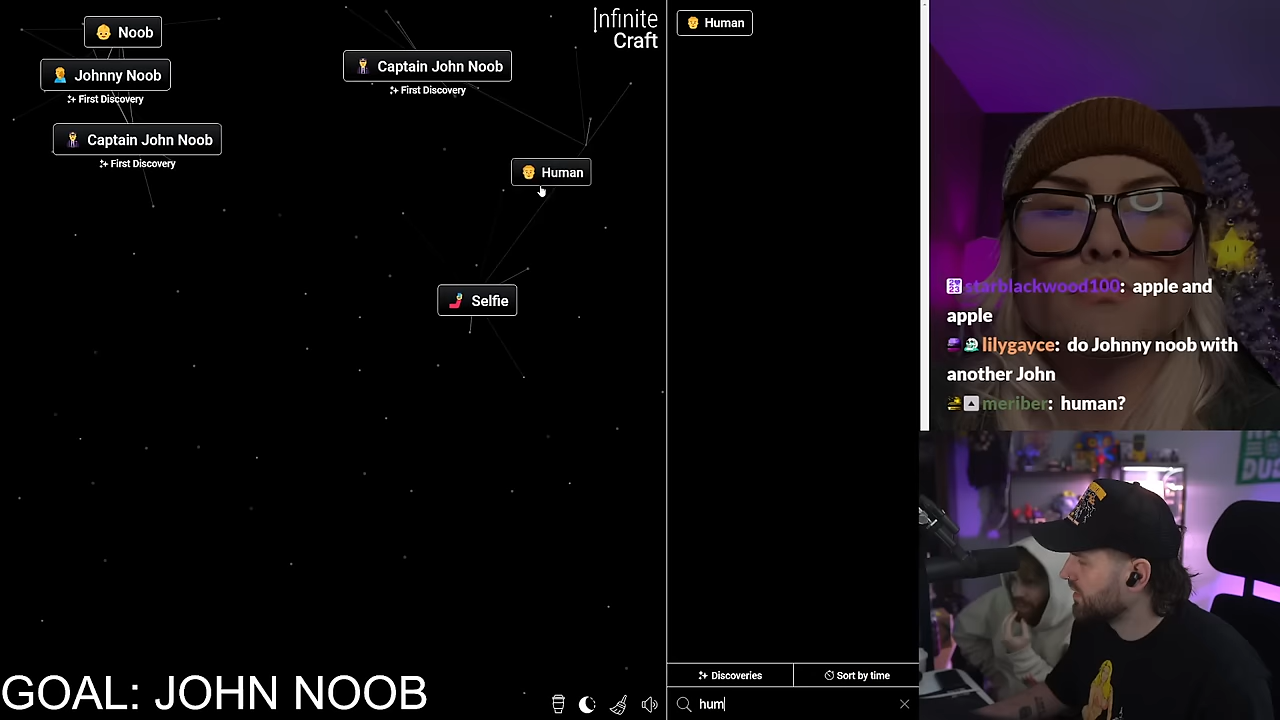 Noob
Johnny Noob
First Discovery
Captain John Noob
First Discovery
Captain John Noob
First Discovery
Human
Selfie
Infinite
Craft
Human
Discoveries
Sort by time
hum
GOAL: JOHN NOOB
starblackwood100: apple and
apple
lilygayce: do Johnny noob with
another John
meriber: human?